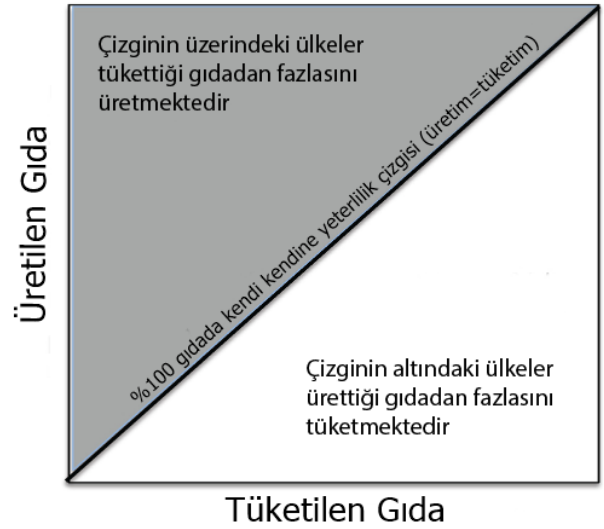 Çizginin üzerindeki ülkeler
tükettiği gıdadan fazlasını
üretmektedir
Üretilen Gıda
%100 gıdada kendi kendine yeterlilik çizgisi (üretim=tüketim)
Çizginin altındaki ülkeler
ürettiği gıdadan fazlasını
tüketmektedir
Tüketilen Gıda